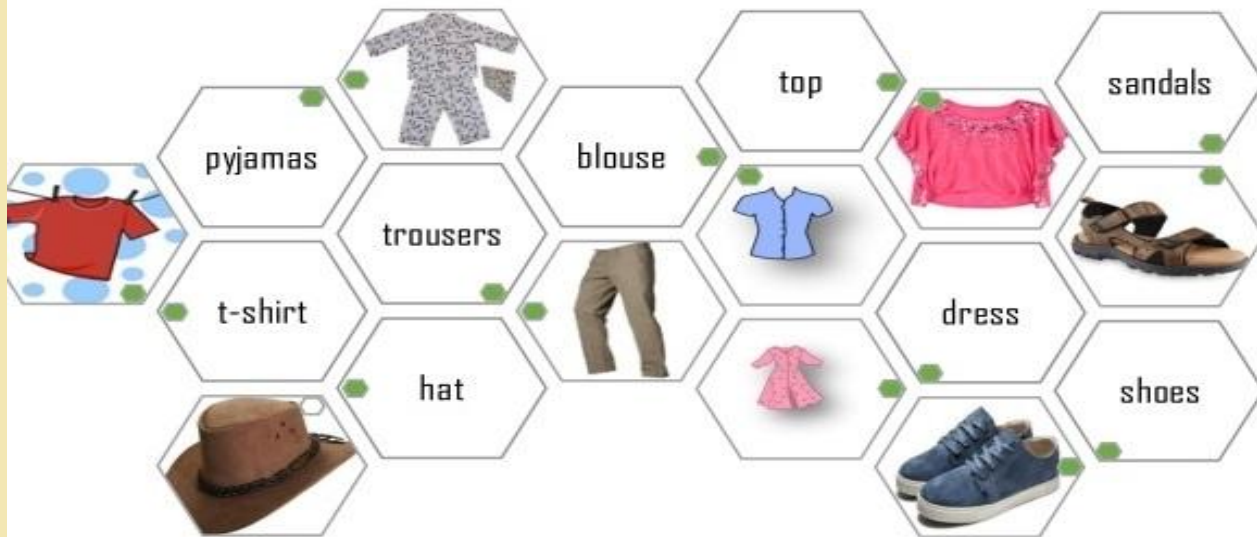 top
sandals
pyjamas
blouse
trousers
t-shirt
dress
hat
shoes